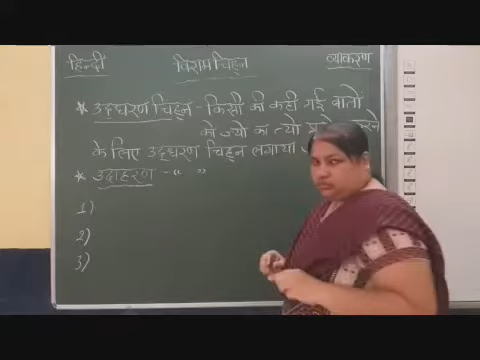 हिन्दी विराम चिह्न व्याकरण
* उद्धरण चिह्न - किसी की कही गई बातों
को ज्यों का त्यों
के लिए उद्धरण चिह्न लगाया
* उदाहरण - “ ”
1)
2)
3)